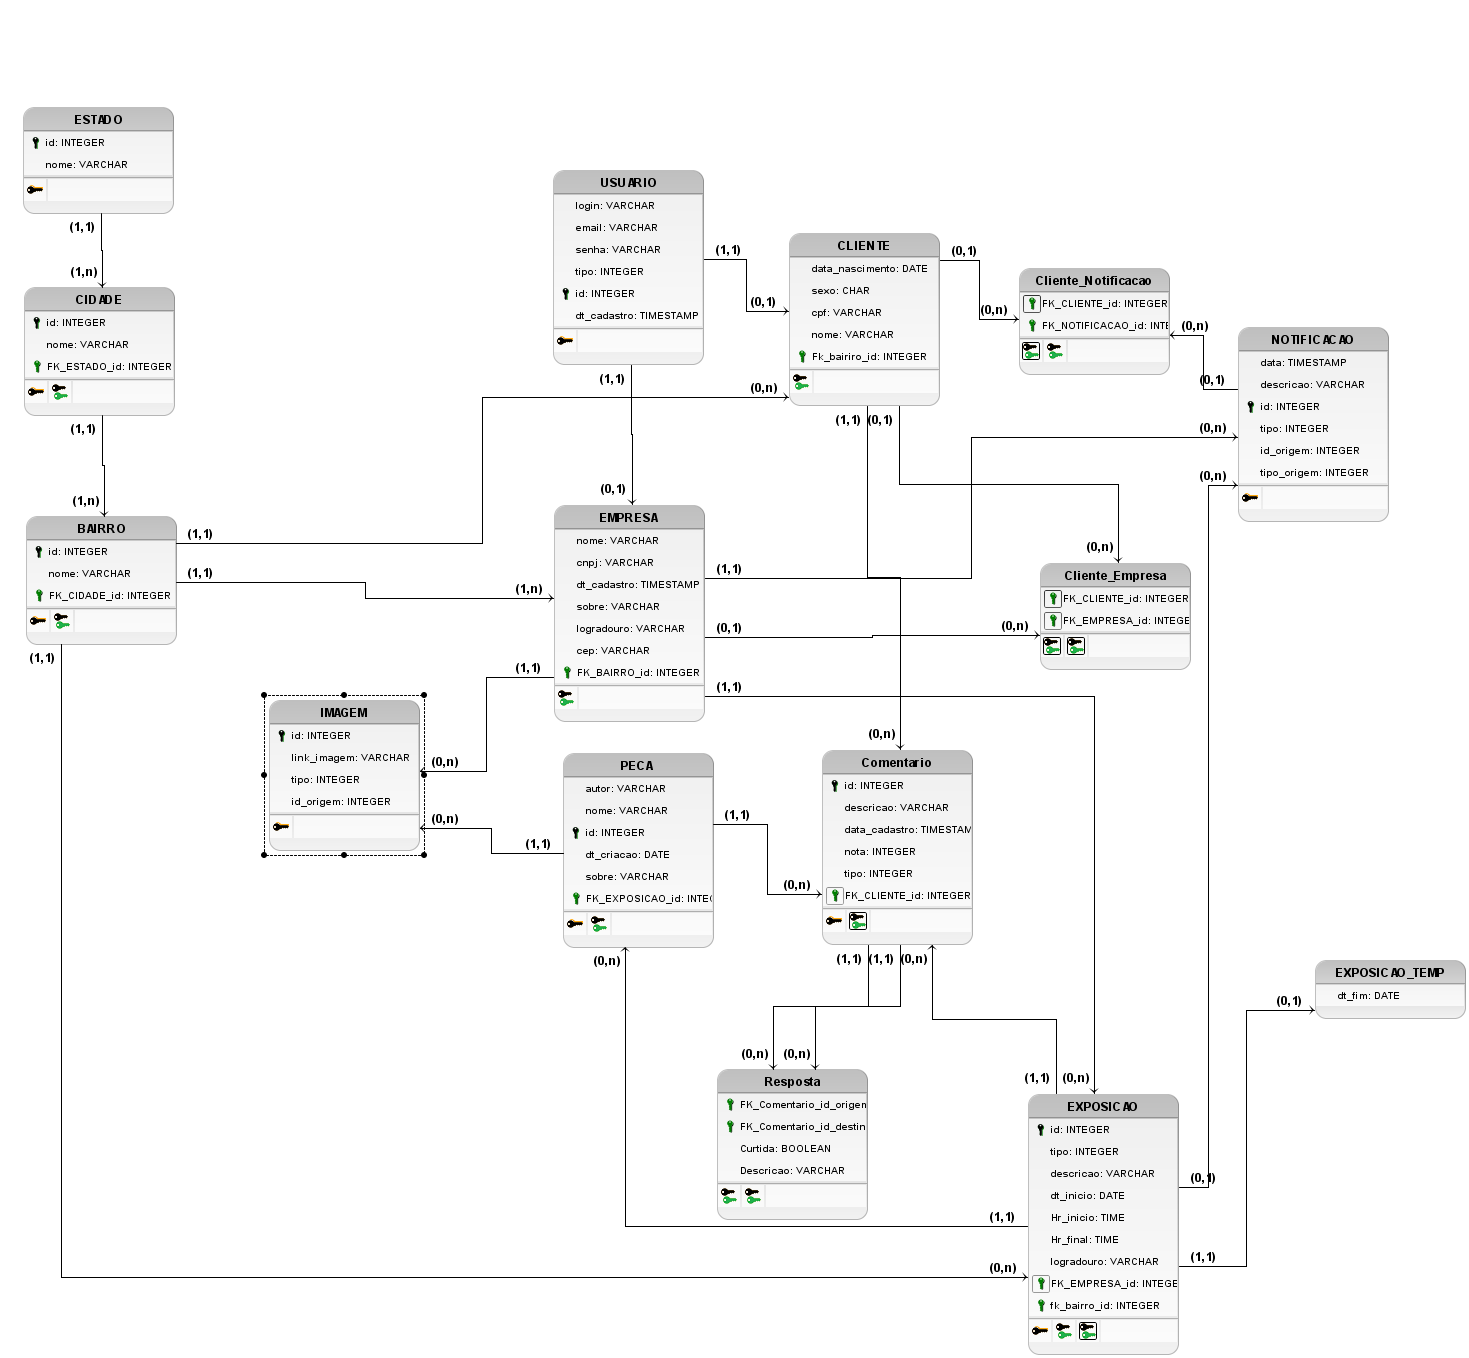 ESTADO
id: INTEGER
nome: VARCHAR
(1,1)
(1,n)
CIDADE
id: INTEGER
nome: VARCHAR
FK_ESTADO_id: INTEGER
(1,1)
(1,n)
BAIRRO
id: INTEGER
nome: VARCHAR
FK_CIDADE_id: INTEGER
(1,1)
(1,1)
(1,1)
USUARIO
login: VARCHAR
email: VARCHAR
senha: VARCHAR
tipo: INTEGER
id: INTEGER
dt_cadastro: TIMESTAMP
(1,1)
(0,1)
(1,1)
(0,1)
CLIENTE
data_nascimento: DATE
sexo: CHAR
cpf: VARCHAR
nome: VARCHAR
Fk_bairiro_id: INTEGER
(0,n)
(0,1)
(0,n)
(1,1)
(0,1)
Cliente_Notificacao
FK_CLIENTE_id: INTEGER
FK_NOTIFICACAO_id: INTE
(0,n)
(0,1)
NOTIFICACAO
data: TIMESTAMP
descricao: VARCHAR
id: INTEGER
tipo: INTEGER
id_origem: INTEGER
tipo_origem: INTEGER
(0,n)
(0,n)
EMPRESA
nome: VARCHAR
cnpj: VARCHAR
dt_cadastro: TIMESTAMP
sobre: VARCHAR
logradouro: VARCHAR
cep: VARCHAR
FK_BAIRRO_id: INTEGER
(1,n)
(1,1)
(1,1)
(0,1)
(1,1)
(0,n)
(0,n)
Cliente_Empresa
FK_CLIENTE_id: INTEGER
FK_EMPRESA_id: INTEGE
IMAGEM
id: INTEGER
link_imagem: VARCHAR
tipo: INTEGER
id_origem: INTEGER
(0,n)
(0,n)
(1,1)
PECA
autor: VARCHAR
nome: VARCHAR
id: INTEGER
dt_criacao: DATE
sobre: VARCHAR
FK_EXPOSICAO_id: INTEG
(1,1)
(0,n)
(0,n)
(0,n)
Comentario
id: INTEGER
descricao: VARCHAR
data_cadastro: TIMESTAM
nota: INTEGER
tipo: INTEGER
FK_CLIENTE_id: INTEGER
(1,1)
(1,1)
(0,n)
(0,n)
(0,n)
Resposta
FK_Comentario_id_origen
FK_Comentario_id_destin
Curtida: BOOLEAN
Descricao: VARCHAR
EXPOSICAO_TEMP
dt_fim: DATE
(0,1)
(1,1)
(0,n)
EXPOSICAO
id: INTEGER
tipo: INTEGER
descricao: VARCHAR
dt_inicio: DATE
Hr_inicio: TIME
Hr_final: TIME
logradouro: VARCHAR
FK_EMPRESA_id: INTEGE
fk_bairro_id: INTEGER
(0,1)
(1,1)
(1,1)
(0,n)